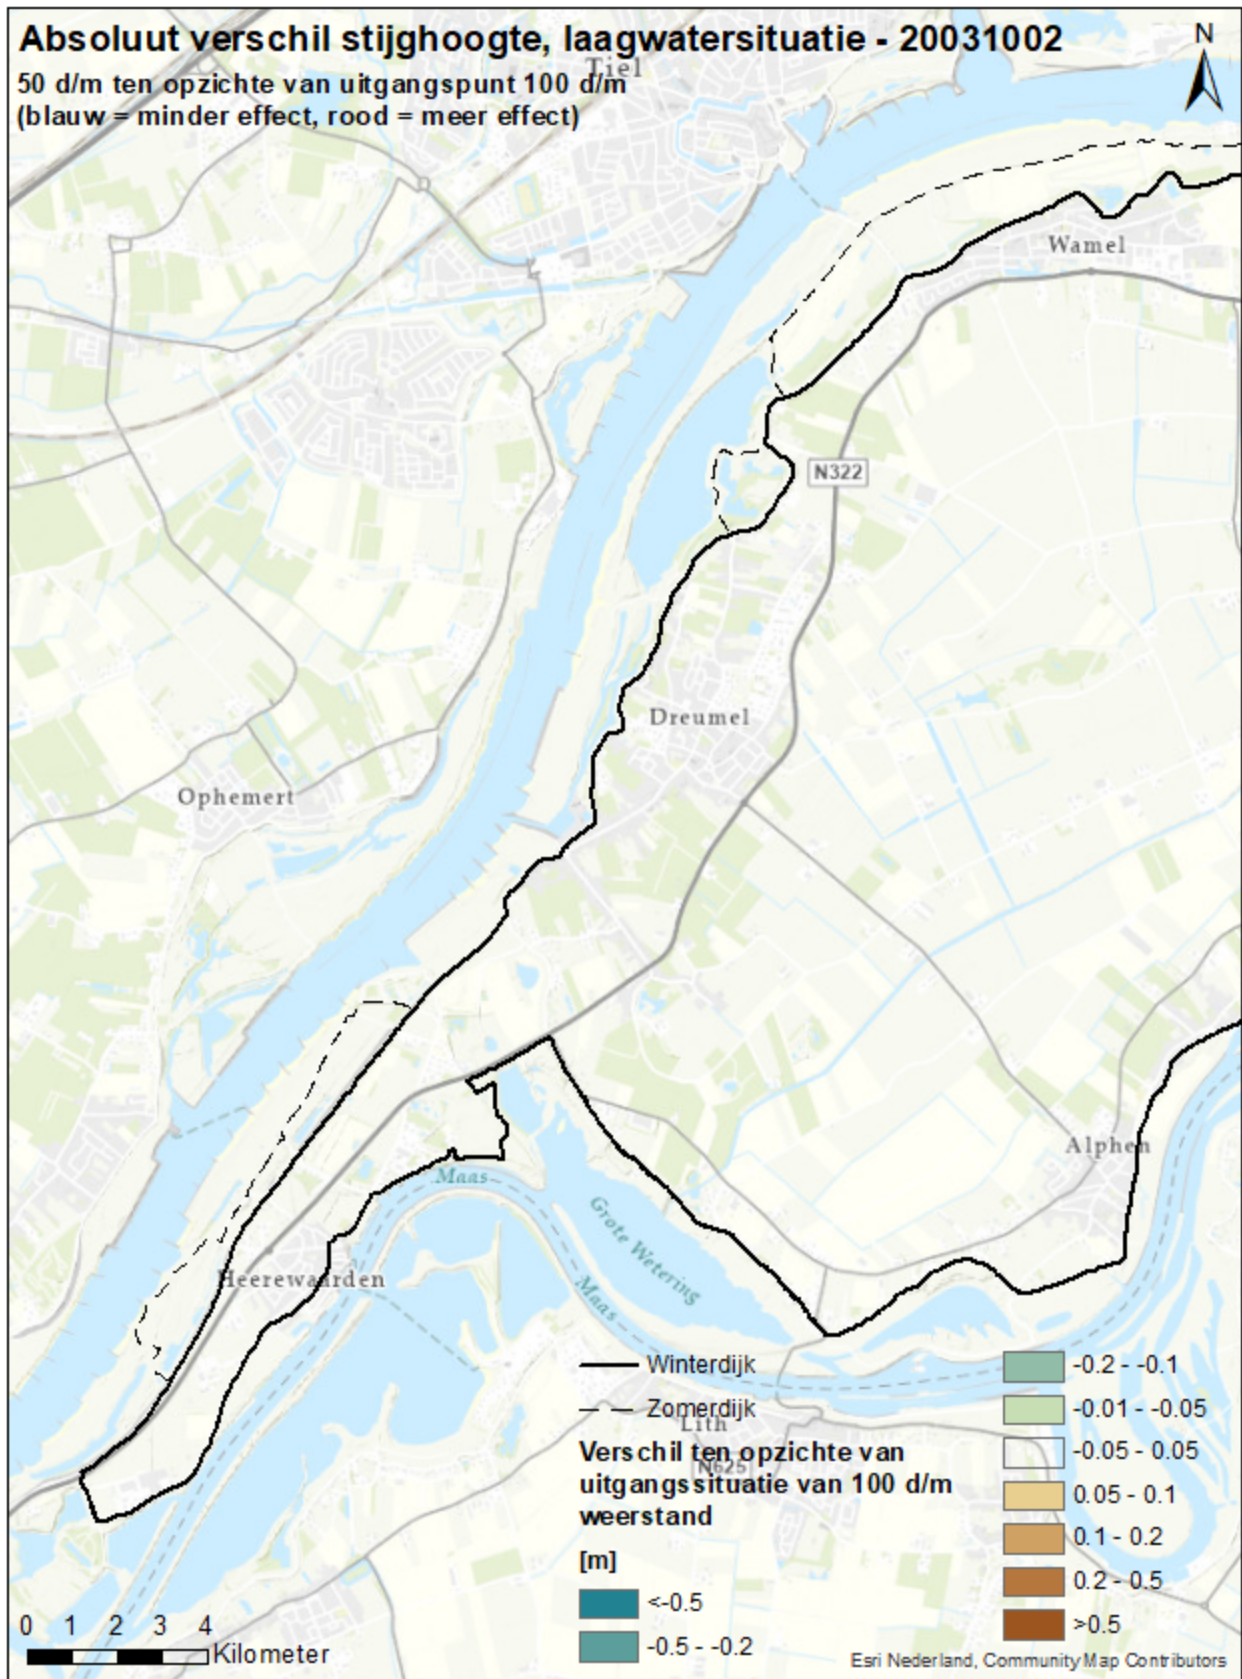 Absoluut verschil stijghoogte, laagwatersituatie - 20031002
50 d/m ten opzichte van uitgangspunt 100 d/m
(blauw = minder effect, rood = meer effect)
N
Tiel
Wamel
N322
Dreumel
Ophemert
Alphen
Maas
Grote Wetering
Maas
Heerewaarden
Lith
N625
Winterdijk
Zomerdijk
Verschil ten opzichte van
uitgangssituatie van 100 d/m
weerstand
[m]
<-0.5
-0.5 - -0.2
-0.2 - -0.1
-0.01 - -0.05
-0.05 - 0.05
0.05 - 0.1
0.1 - 0.2
0.2 - 0.5
>0.5
0 1 2 3 4
Kilometer
Esri Nederland, Community Map Contributors